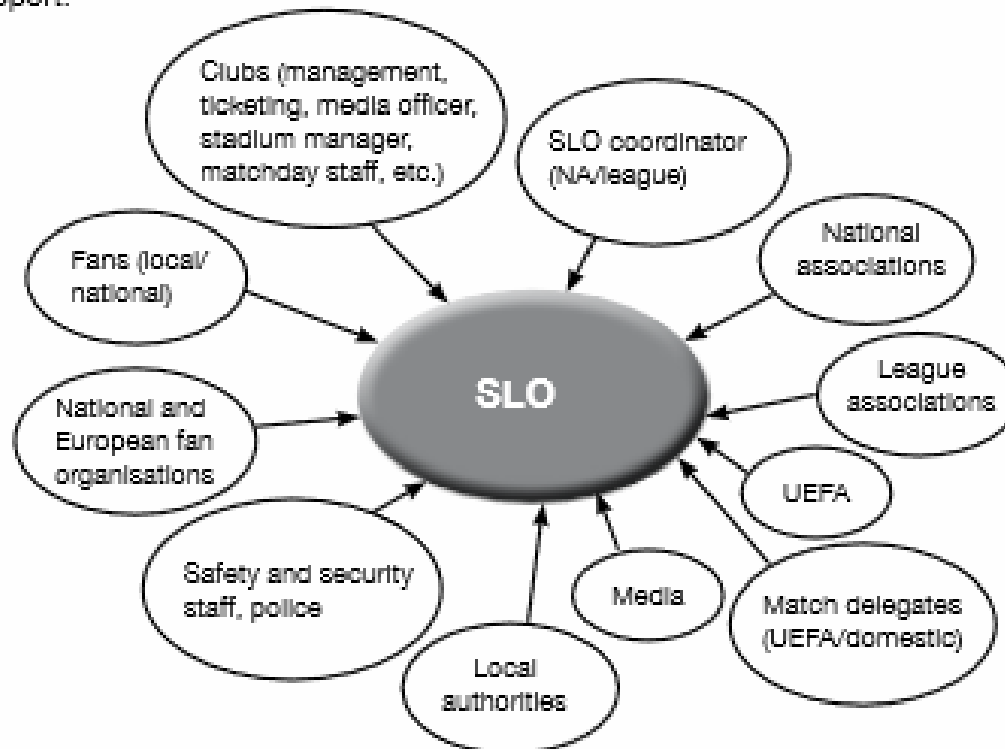 Clubs (management,
ticketing, media officer,
stadium manager,
matchday staff, etc.)
SLO coordinator
(NA/league)
National
associations
Fans (local/
national)
SLO
League
associations
National and
European fan
organisations
UEFA
Safety and security
staff, police
Media
Match delegates
(UEFA/domestic)
Local
authorities